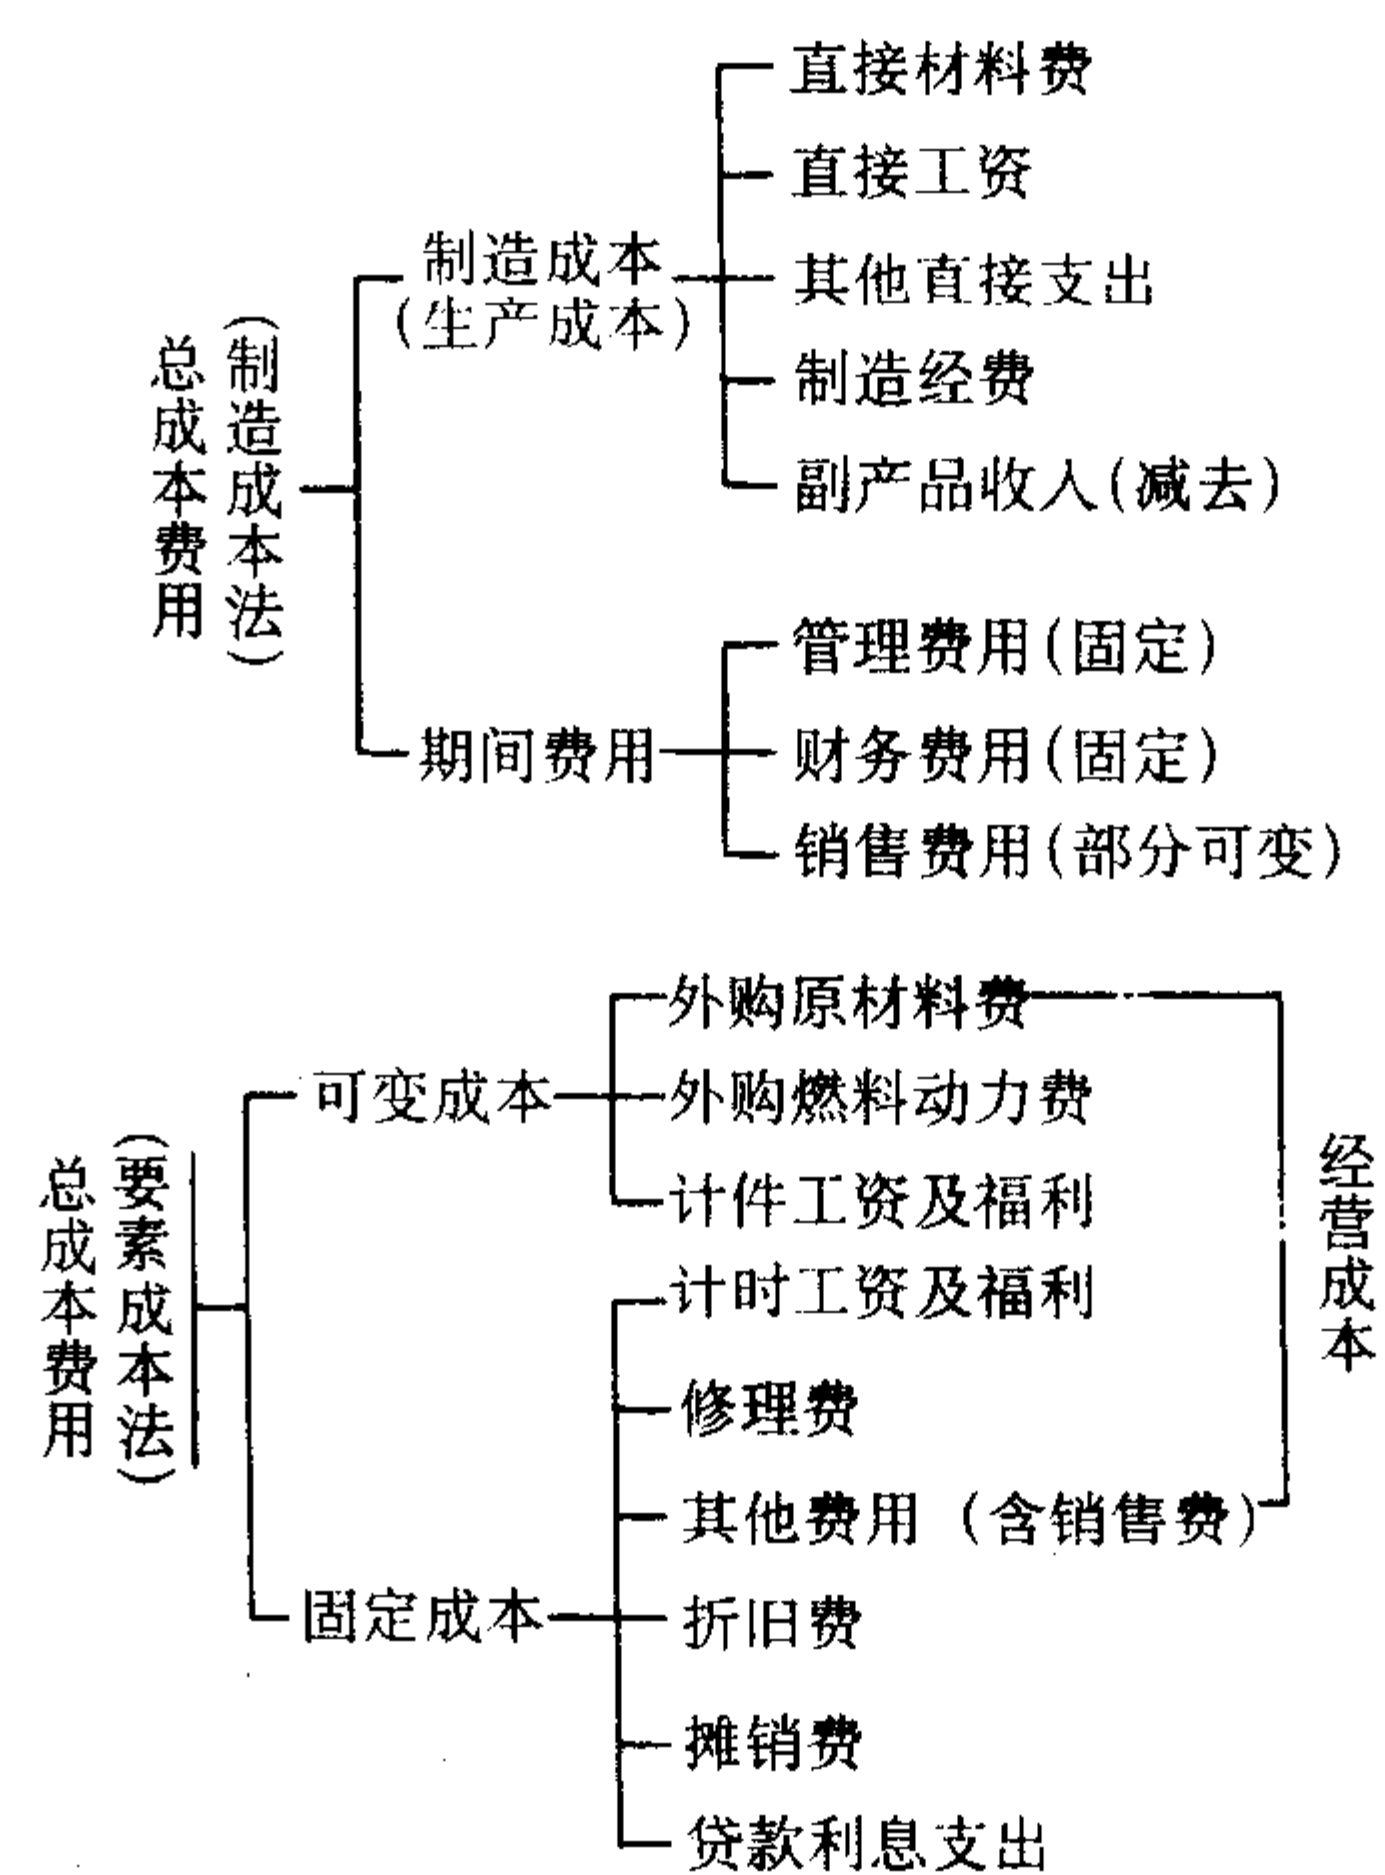 总成本费用
(制造成本法)
制造成本
(生产成本)
直接材料费
直接工资
其他直接支出
制造经费
副产品收人(减去)
期间费用
管理费用(固定)
财务费用(固定)
销售费用(部分可变)
总成本费用
(要素成本法)
可变成本
外购原材料费
外购燃料动力费
计件工资及福利
固定成本
计时工资及福利
修理费
其他费用(含销售费)
折旧费
摊销费
贷款利息支出
经营成本